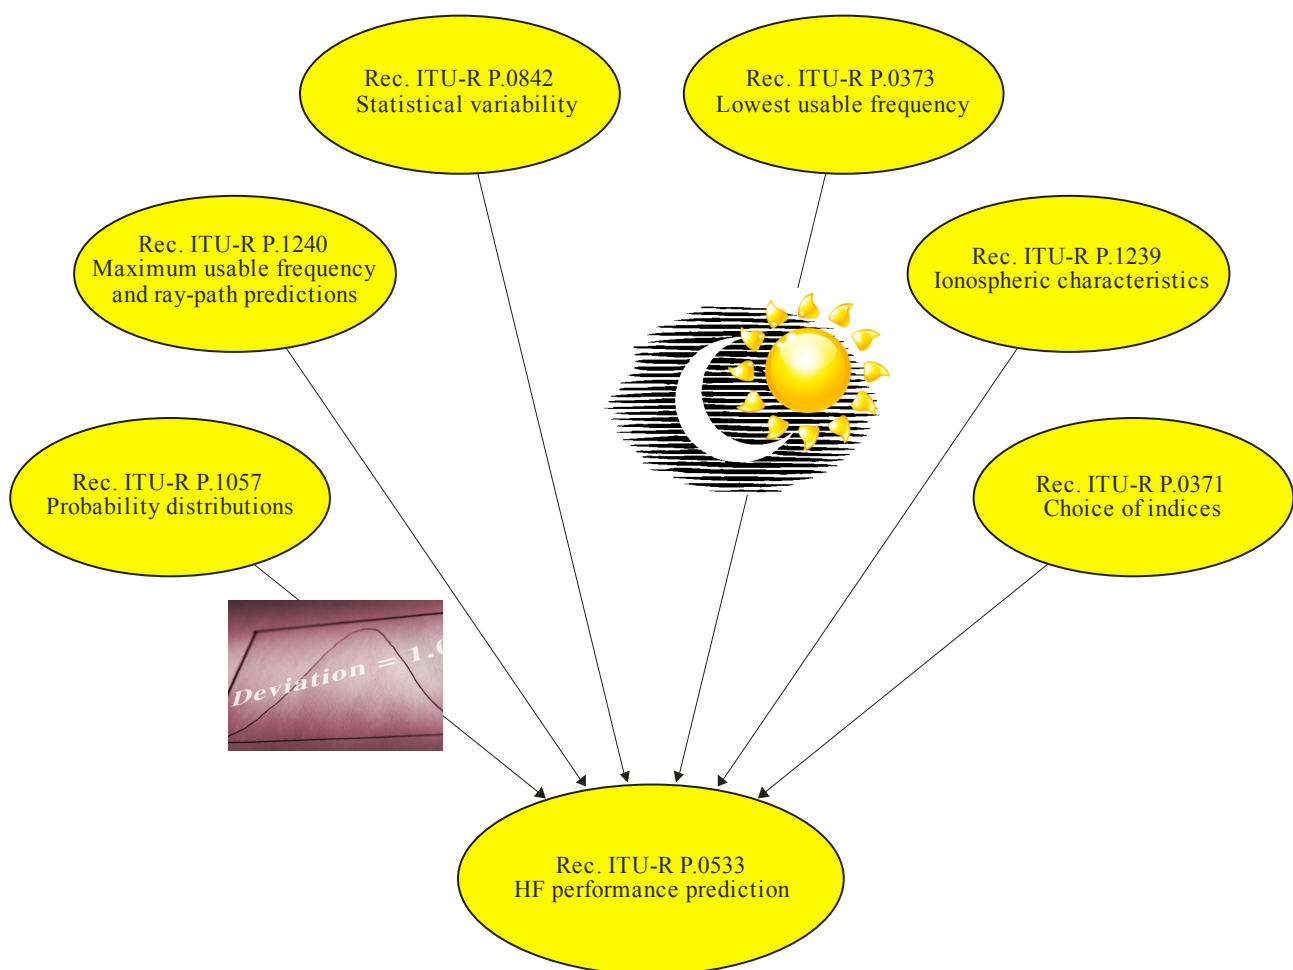 Rec. ITU-R P.0842
Statistical variability
Rec. ITU-R P.0373
Lowest usable frequency
Rec. ITU-R P.1240
Maximum usable frequency
and ray-path predictions
Rec. ITU-R P.1239
Ionospheric characteristics
Rec. ITU-R P.1057
Probability distributions
Rec. ITU-R P.0371
Choice of indices
Deviation = 1.
Rec. ITU-R P.0533
HF performance prediction